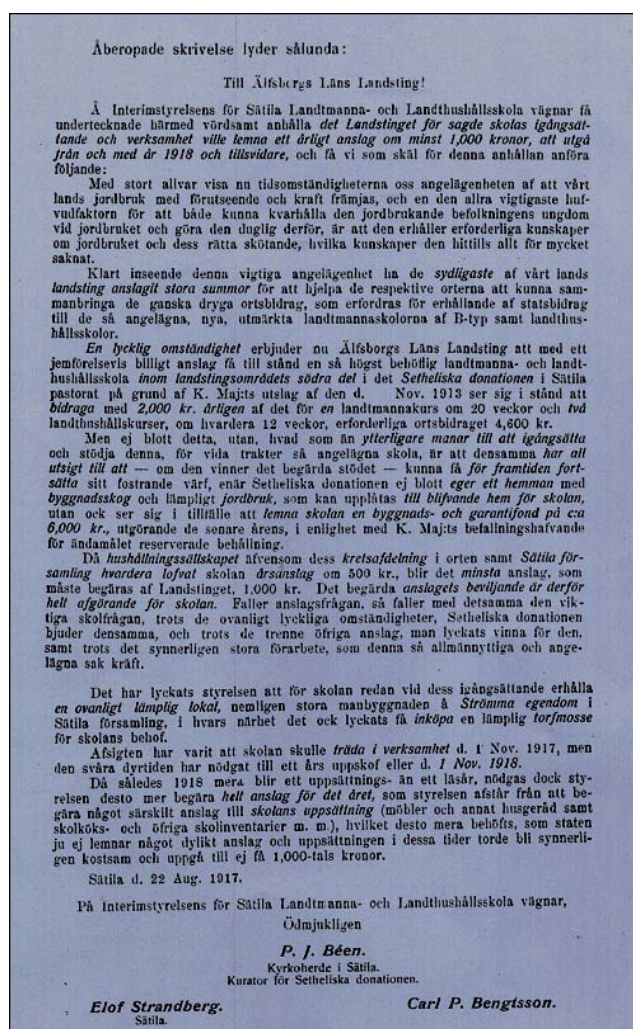 Åberopade skrivelse lyder sålunda:
Till Älfsborgs Läns Landsting!
Å Interimstyrelsens för Sätila Landtmanna- och Landthushållsskola vägnar få
undertecknade härmed vördsamt anhålla det Landstinget för sagde skolas igångsät-
tande och verksamhet ville lemna ett årligt anslag om minst 1,000 kronor, att utgå
från och med år 1918 och tillsvidare, och få vi som skäl för denna anhållan anföra
följande:
Med stort allvar visa nu tidsomständigheterna oss angelägenheten af att vårt
lands jordbruk med förutseende och kraft främjas, och en den allra vigtigaste huf-
vudfaktorn för att både kunna kvarhålla den jordbrukande befolkningens ungdom
vid jordbruket och göra den duglig derför, är att den erhåller erforderliga kunskaper
om jordbruket och dess rätta skötande, hvilka kunskaper den hittills allt för mycket
saknat.
Klart inseende denna vigtiga angelägenhet ha de sydligaste af vårt lands
landsting anslagit stora summor för att hjelpa de respektive orterna att kunna sam-
manbringa de ganska dryga ortsbidrag, som erfordras för erhållande af statsbidrag
till de så angelägna, nya, utmärkta landtmannaskolorna af B-typ samt landthus-
hållsskolor.
En lycklig omständighet erbjuder nu Älfsborgs Läns Landsting att med ett
jemförelsevis billigt anslag få till stånd en så högst behöflig landtmanna- och landt-
hushållsskola inom landstingsområdets södra del i det Setheliska donationen i Sätila
pastorat på grund af K. Maj:ts utslag af den d. Nov. 1913 ser sig i stånd att
bidraga med 2,000 kr. årligen af det för en landtmannakurs om 20 veckor och två
landthushållskurser, om hvardera 12 veckor, erforderliga ortsbidraget 4,600 kr.
Men ej blott detta, utan, hvad som än ytterligare manar till att igångsätta
och stödja denna, för vida trakter så angelägna skola, är att densamma har all
utsigt till att — om den vinner det begärda stödet — kunna få för framtiden fort-
sätta sitt fostrande värf, enär Setheliska donationen ej blott eger ett hemman med
byggnadsskog och lämpligt jordbruk, som kan upplåtas till blifvande hem för skolan,
utan ock ser sig i tillfälle att lemna skolan en byggnads- och garantifond på c:a
6,000 kr., utgörande de senare årens, i enlighet med K. Maj:ts befallningshafvande
för ändamålet reserverade behållning.
Då hushållningssällskapet äfvensom dess kretsafdelning i orten samt Sätila för-
samling hvardera lofvat skolan årsanslag om 500 kr., blir det minsta anslag, som
måste begäras af Landstinget, 1,000 kr. Det begärda anslagets beviljande är derför
helt afgörande för skolan. Faller anslagsfrågan, så faller med detsamma den vik-
tiga skolfrågan, trots de ovanligt lyckliga omständigheter, Setheliska donationen
bjuder densamma, och trots de trenne öfriga anslag, man lyckats vinna för den,
samt trots det synnerligen stora förarbete, som denna så allmännyttiga och ange-
lägna sak kräft.
Det har lyckats styrelsen att för skolan redan vid dess igångsättande erhålla
en ovanligt lämplig lokal, nemligen stora manbyggnaden å Strömma egendom i
Sätila församling, i hvars närhet det ock lyckats få inköpa en lämplig torfmosse
för skolans behof.
Afsigten har varit att skolan skulle träda i verksamhet d. 1 Nov. 1917, men
den svåra dyrtiden har nödgat till ett års uppskof eller d. 1 Nov. 1918.
Då således 1918 mera blir ett uppsättnings- än ett läsår, nödgas dock sty-
relsen desto mer begära helt anslag för det året, som styrelsen afstår från att be-
gära något särskilt anslag till skolans uppsättning (möbler och annat husgeråd samt
skolköks- och öfriga skolinventarier m. m.), hvilket desto mera behöfts, som staten
ju ej lemnar något dylikt anslag och uppsättningen i dessa tider torde bli synnerli-
gen kostsam och uppgå till ej få 1,000-tals kronor.
Sätila d. 22 Aug. 1917.
På Interimstyrelsens för Sätila Landtmanna- och Landthushållsskola vägnar,
Ödmjukligen
P. J. Béen.
Kyrkoherde i Sätila.
Kurator för Setheliska donationen.
Elof Strandberg.
Sätila.
Carl P. Bengtsson.